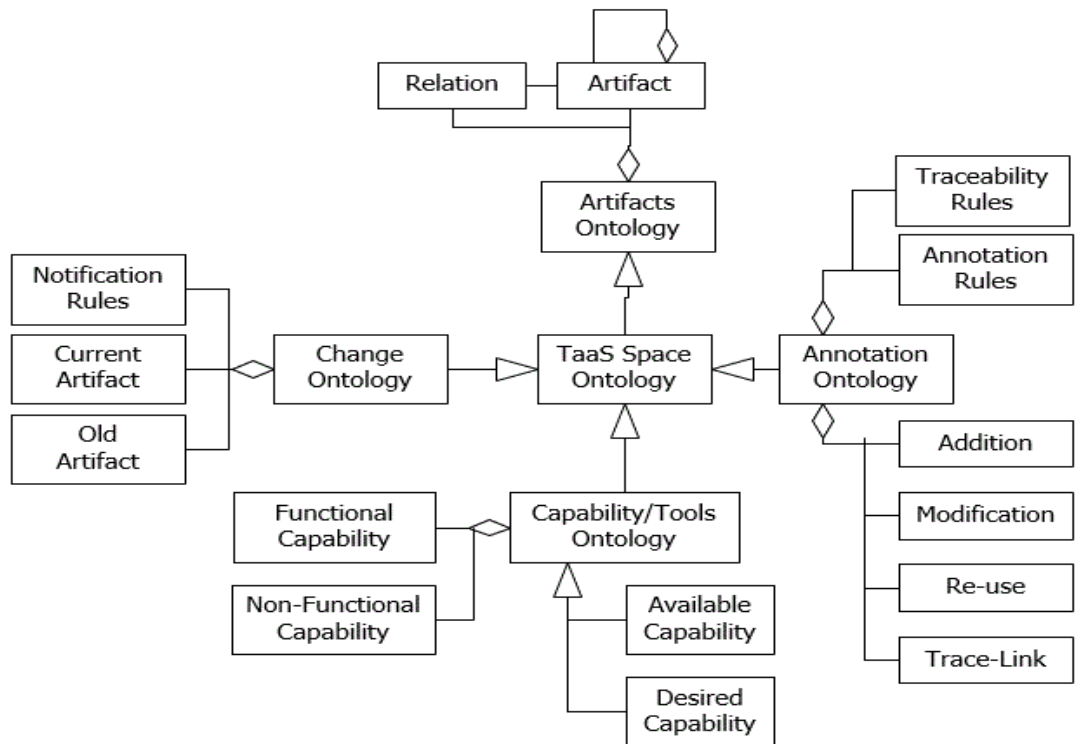 Relation
Artifact
Artifacts
Ontology
Traceability
Rules
Annotation
Rules
Notification
Rules
Current
Artifact
Old
Artifact
Change
Ontology
TaaS Space
Ontology
Annotation
Ontology
Addition
Modification
Re-use
Trace-Link
Functional
Capability
Non-Functional
Capability
Capability/Tools
Ontology
Available
Capability
Desired
Capability